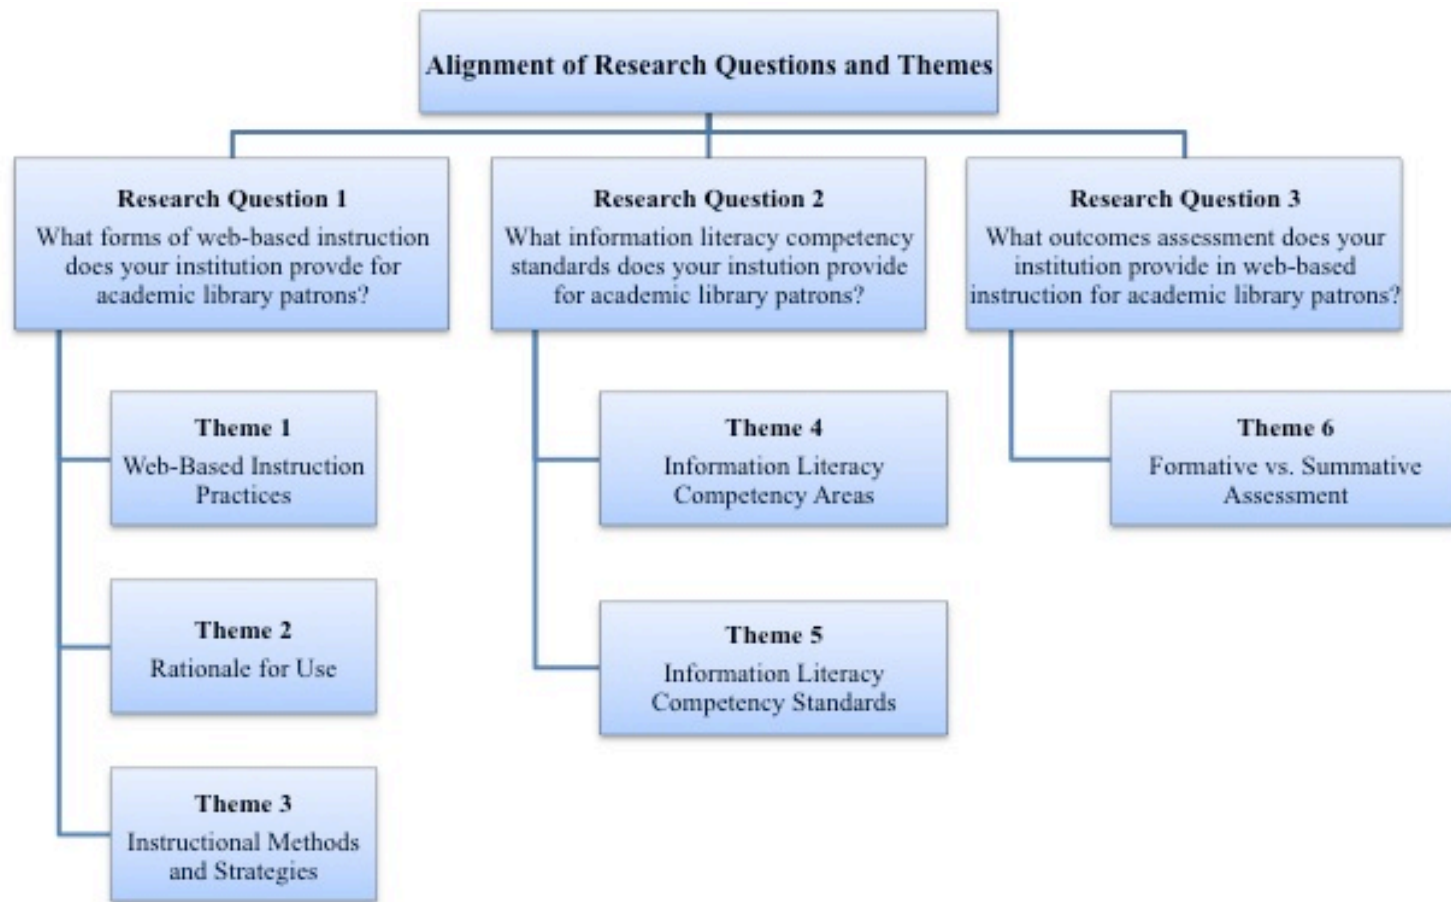 Alignment of Research Questions and Themes
Research Question 1
What forms of web-based instruction
does your institution provde for
academic library patrons?
Research Question 2
What information literacy competency
standards does your instution provide
for academic library patrons?
Research Question 3
What outcomes assessment does your
institution provide in web-based
instruction for academic library patrons?
Theme 1
Web-Based Instruction
Practices
Theme 2
Rationale for Use
Theme 3
Instructional Methods
and Strategies
Theme 4
Information Literacy
Competency Areas
Theme 5
Information Literacy
Competency Standards
Theme 6
Formative vs. Summative
Assessment